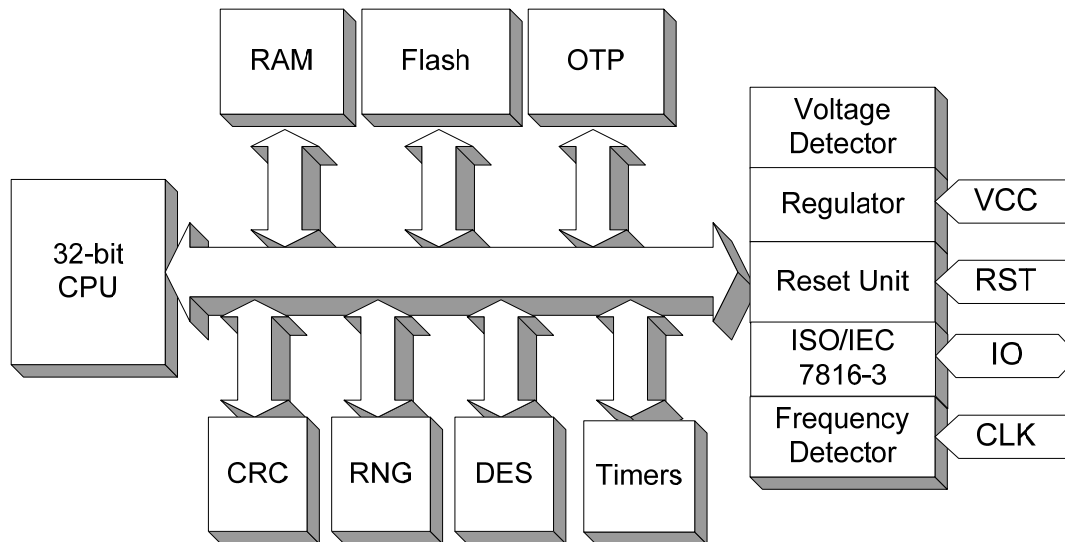 RAM
Flash
OTP
32-bit
CPU
Voltage
Detector
Regulator
Reset Unit
ISO/IEC
7816-3
Frequency
Detector
VCC
RST
IO
CLK
CRC
RNG
DES
Timers